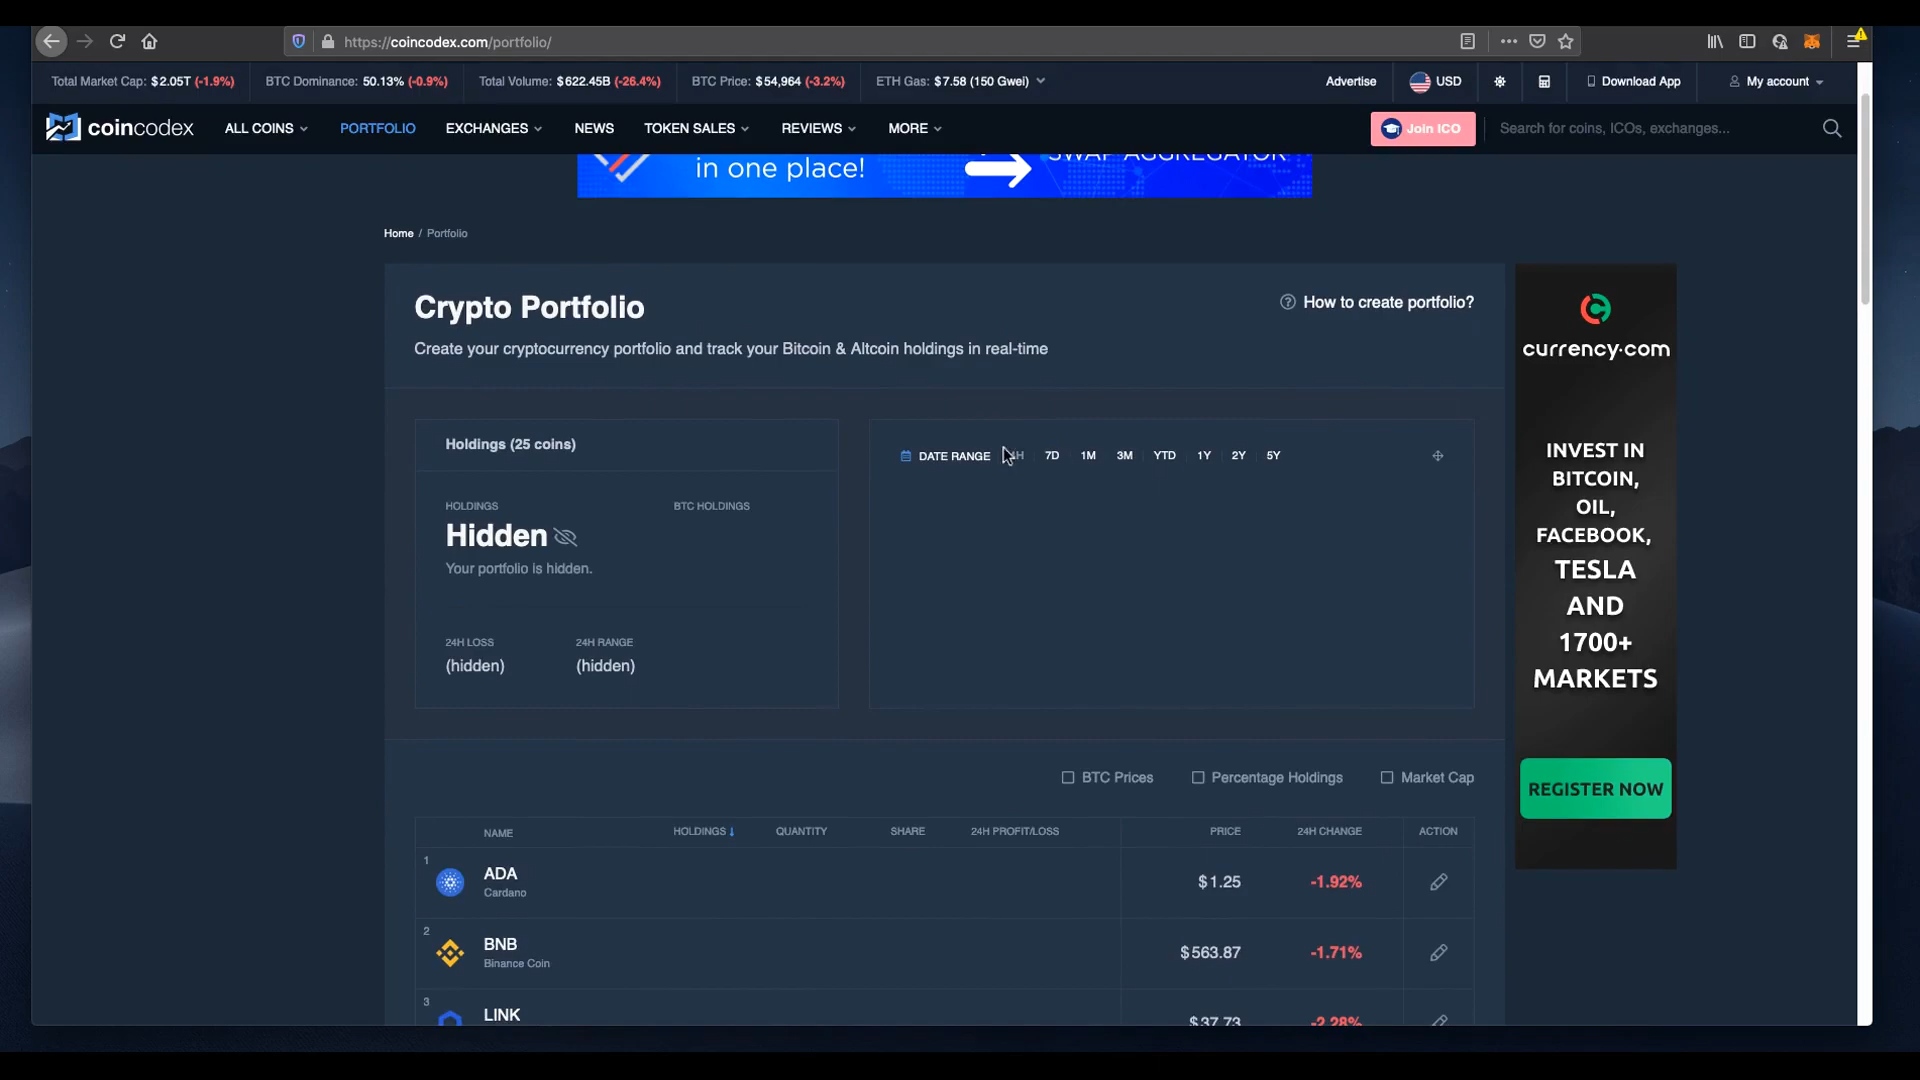 https://coincodex.com/portfolio/
Total Market Cap: $2.05T (-1.9%) BTC Dominance: 50.13% (-0.9%) Total Volume: $622.45B (-26.4%) BTC Price: $54,964 (-3.2%) ETH Gas: $7.58 (150 Gwei) Advertise USD Download App My account
coincodex ALL COINS PORTFOLIO EXCHANGES NEWS TOKEN SALES REVIEWS MORE Join ICO Search for coins, ICOs, exchanges...
in one place! SWAP AGGREGATOR
Home / Portfolio
Crypto Portfolio
How to create portfolio?
Create your cryptocurrency portfolio and track your Bitcoin & Altcoin holdings in real-time
Holdings (25 coins)
HOLDINGS BTC HOLDINGS
Hidden
Your portfolio is hidden.
24H LOSS 24H RANGE
(hidden) (hidden)
DATE RANGE 7D 1M 3M YTD 1Y 2Y 5Y
BTC Prices Percentage Holdings Market Cap
NAME HOLDINGS QUANTITY SHARE 24H PROFIT/LOSS PRICE 24H CHANGE ACTION
1 ADA Cardano $1.25 -1.92%
2 BNB Binance Coin $563.87 -1.71%
3 LINK $37.73 -2.28%
currency.com
INVEST IN
BITCOIN,
OIL,
FACEBOOK,
TESLA
AND
1700+
MARKETS
REGISTER NOW